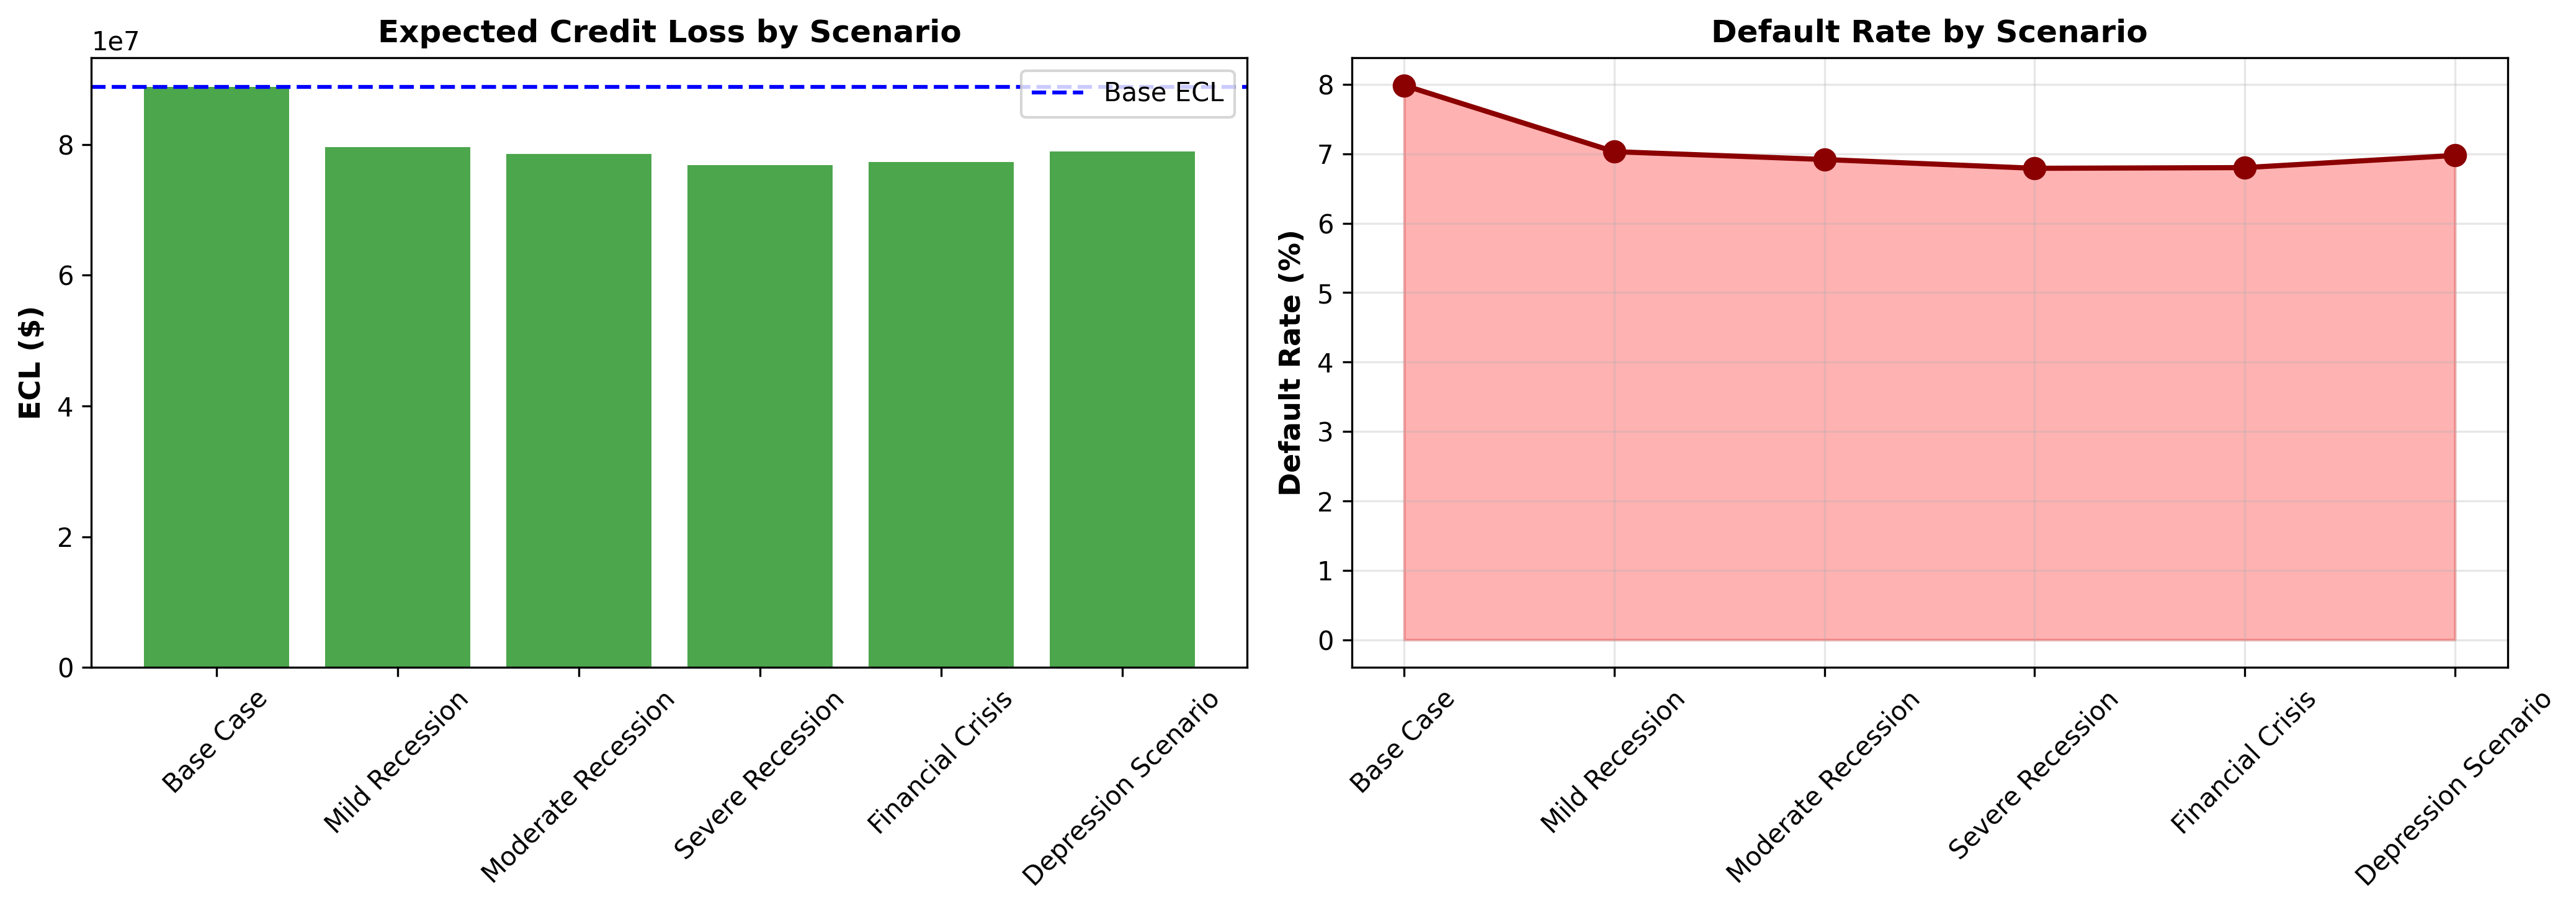 Expected Credit Loss by Scenario
1e7
Base ECL
8
6
4
2
0
ECL ($)
Base Case
Mild Recession
Moderate Recession
Severe Recession
Financial Crisis
Depression Scenario
Default Rate by Scenario
8
7
6
5
4
3
2
1
0
Default Rate (%)
Base Case
Mild Recession
Moderate Recession
Severe Recession
Financial Crisis
Depression Scenario